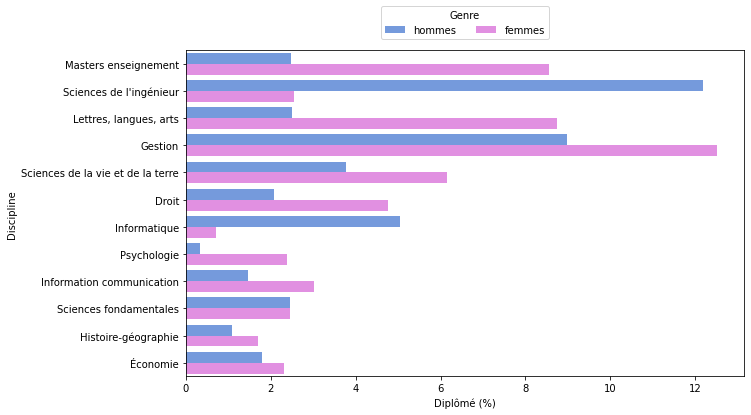 Genre
hommes femmes
Masters enseignement
Sciences de l'ingénieur
Lettres, langues, arts
Gestion
Sciences de la vie et de la terre
Droit
Informatique
Psychologie
Information communication
Sciences fondamentales
Histoire-géographie
Économie
Discipline
0 2 4 6 8 10 12
Diplômé (%)